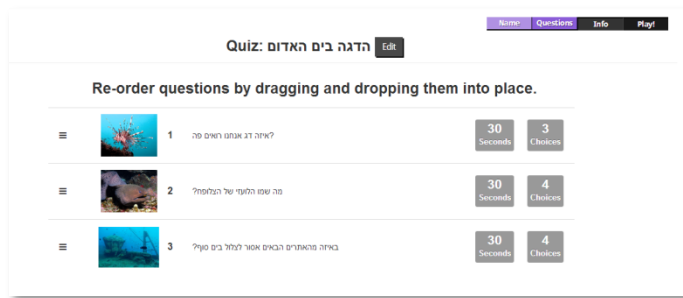 Name Questions Info Play!
Quiz: הדגה בים האדום Edit
Re-order questions by dragging and dropping them into place.
1 איזה דג אנחנו רואים פה? 30 Seconds 3 Choices
2 מה שמו הלועזי של הצלופח? 30 Seconds 4 Choices
3 באיזה מהאתרים הבאים אסור לצלול בים סוף? 30 Seconds 4 Choices